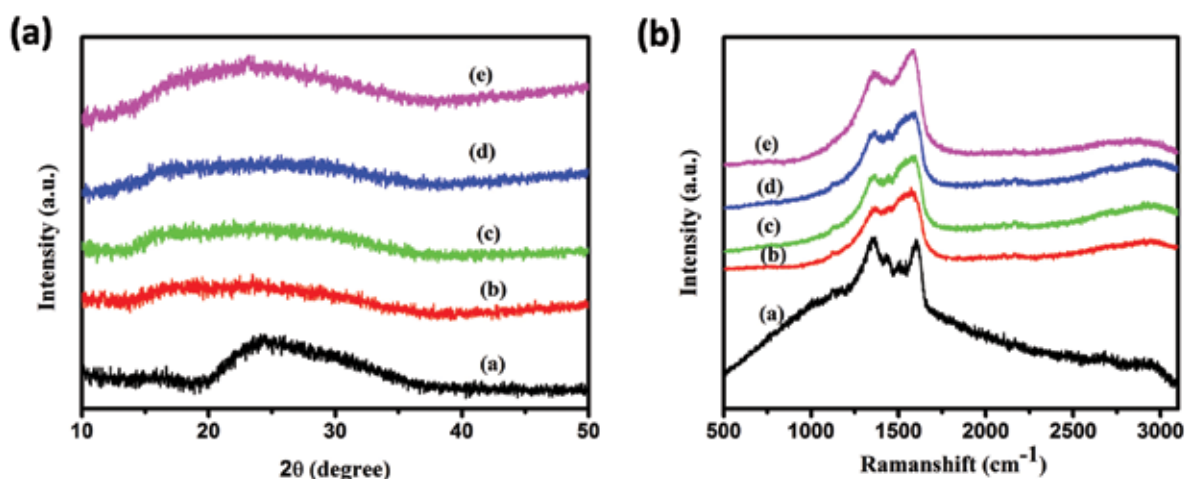 (a)
Intensity (a.u.)
(e)
(d)
(c)
(b)
(a)
10 20 30 40 50
2θ (degree)
(b)
Intensity (a.u.)
(e)
(d)
(c)
(b)
(a)
500 1000 1500 2000 2500 3000
Ramanshift (cm⁻¹)